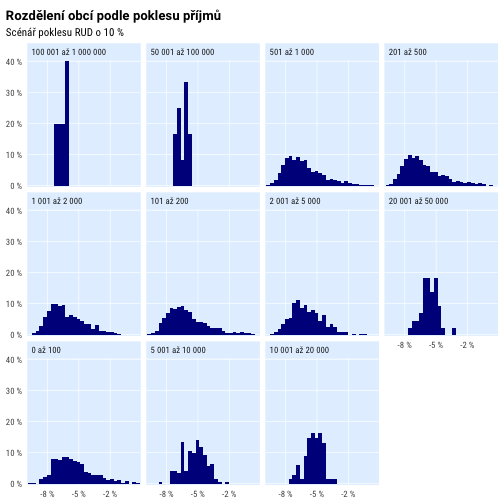 Rozdělení obcí podle poklesu příjmů
Scénář poklesu RUD o 10 %
100 001 až 1 000 000
50 001 až 100 000
501 až 1 000
201 až 500
40 %
30 %
20 %
10 %
0 %
1 001 až 2 000
101 až 200
2 001 až 5 000
20 001 až 50 000
40 %
30 %
20 %
10 %
0 %
-8 % -5 % -2 %
0 až 100
5 001 až 10 000
10 001 až 20 000
40 %
30 %
20 %
10 %
0 %
-8 % -5 % -2 %
-8 % -5 % -2 %
-8 % -5 % -2 %